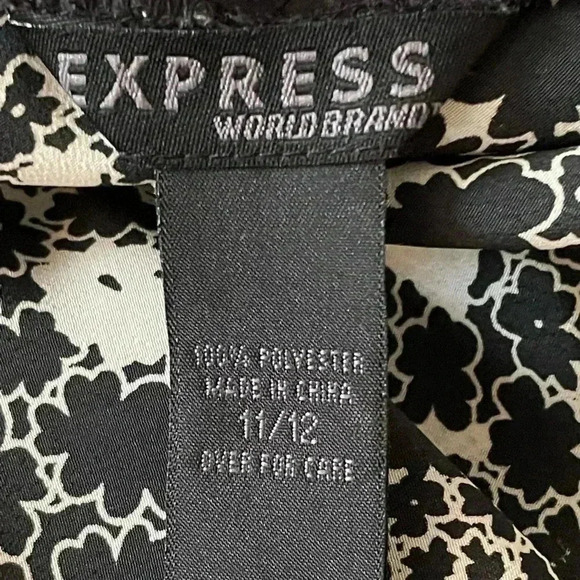 EXPRESS
WORLD BRAND
100% POLYESTER
MADE IN CHINA
11/12
OVER FOR CARE